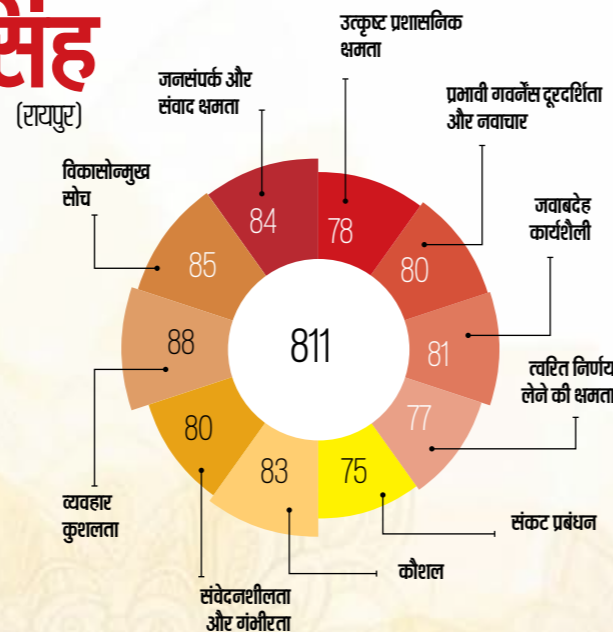 सिंह
(रायपुर)
उत्कृष्ट प्रशासनिक
क्षमता
जनसंपर्क और
संवाद क्षमता
प्रभावी गवर्नेंस दूरदर्शिता
और नवाचार
विकासोन्मुख
सोच
जवाबदेह
कार्यशैली
त्वरित निर्णय
लेने की क्षमता
संकट प्रबंधन
कौशल
संवेदनशीलता
और गंभीरता
व्यवहार
कुशलता
84
78
80
85
81
88
811
77
80
83
75